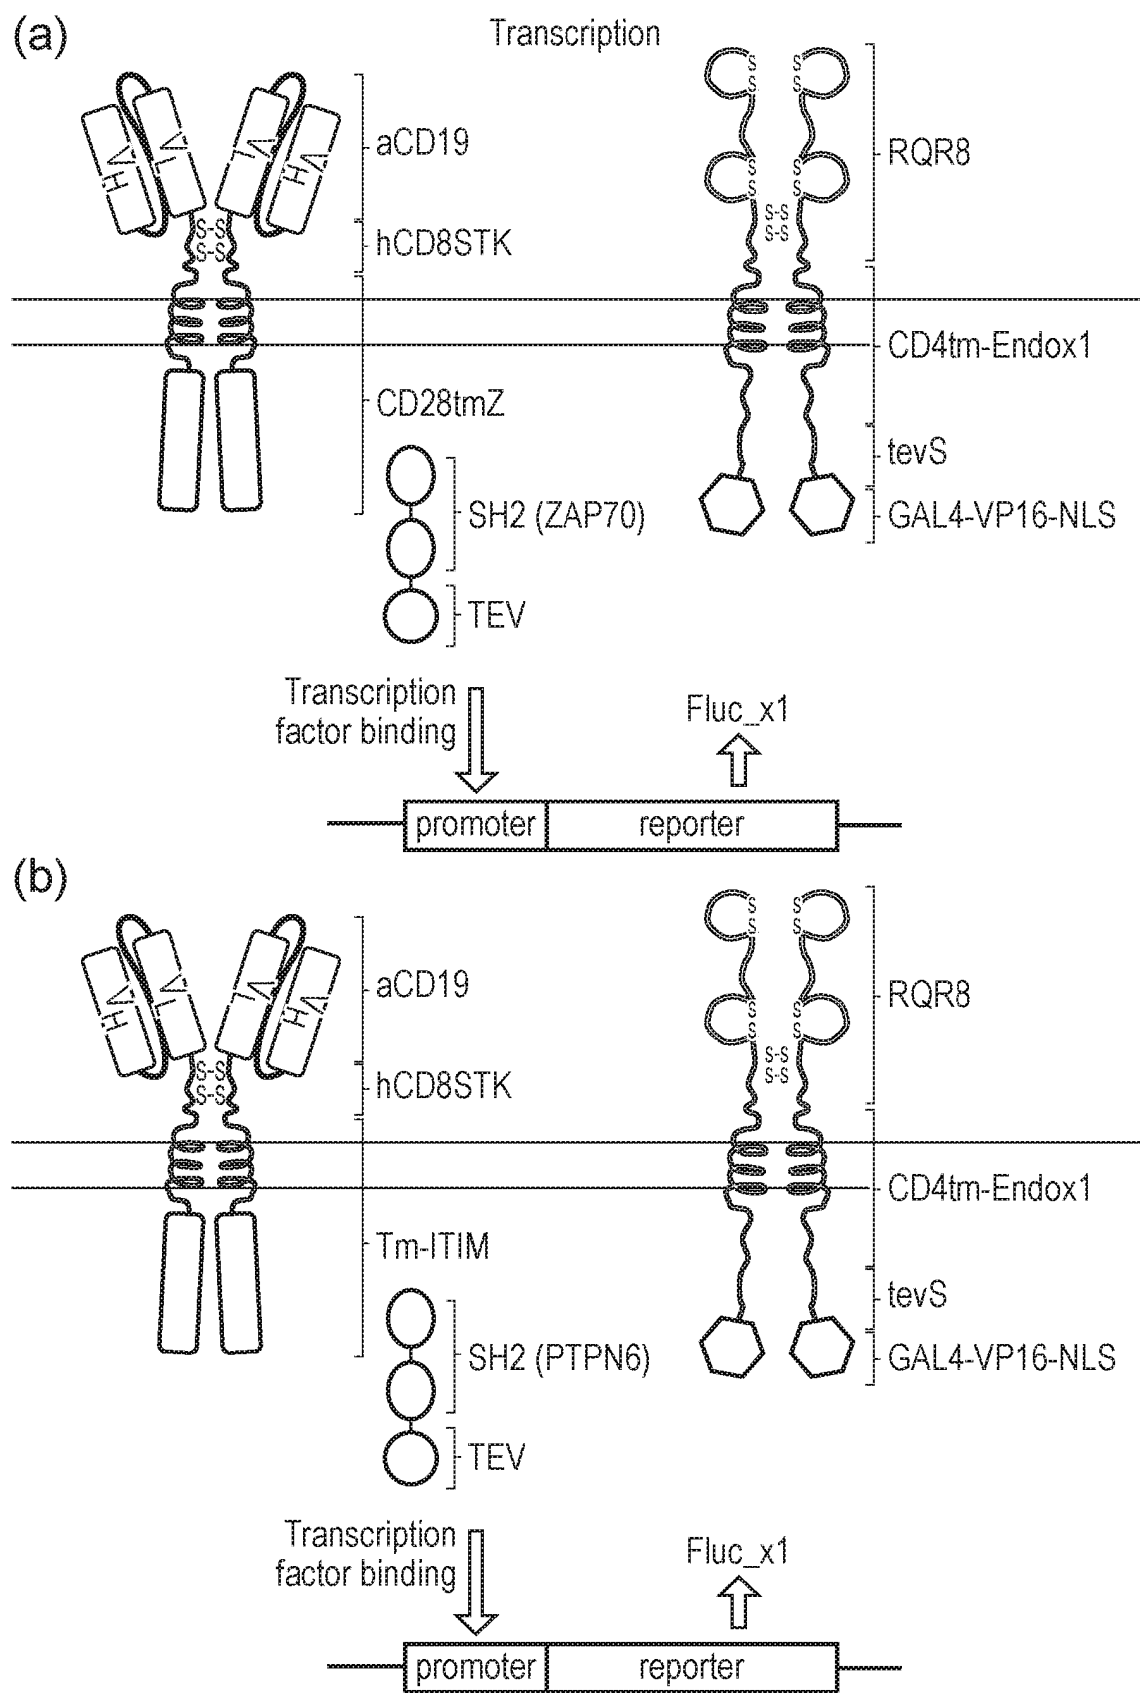 (a)
Transcription
VH
VL
VL
VH
aCD19
S-S
S-S
hCD8STK
CD28tmZ
SH2 (ZAP70)
TEV
S
S
S
S
S
S
S
S
S-S
S-S
RQR8
CD4tm-Endox1
tevS
GAL4-VP16-NLS
Transcription
factor binding
Fluc_x1
promoter
reporter
(b)
VH
VL
VL
VH
aCD19
S-S
S-S
hCD8STK
Tm-ITIM
SH2 (PTPN6)
TEV
S
S
S
S
S
S
S
S
S-S
S-S
RQR8
CD4tm-Endox1
tevS
GAL4-VP16-NLS
Transcription
factor binding
Fluc_x1
promoter
reporter